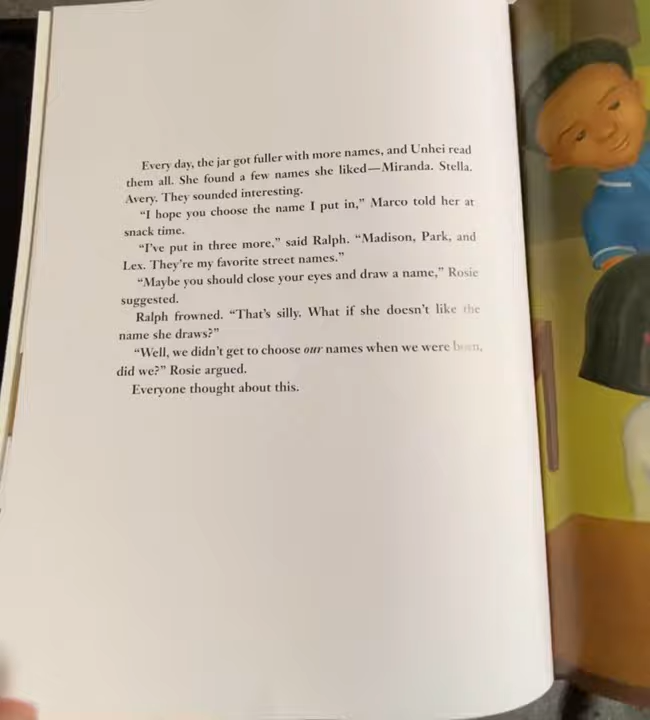 Every day, the jar got fuller with more names, and Unhei read
them all. She found a few names she liked—Miranda. Stella.
Avery. They sounded interesting.
“I hope you choose the name I put in,” Marco told her at
snack time.
“I’ve put in three more,” said Ralph. “Madison, Park, and
Lex. They’re my favorite street names.”
“Maybe you should close your eyes and draw a name,” Rosie
suggested.
Ralph frowned. “That’s silly. What if she doesn’t like the
name she draws?”
“Well, we didn’t get to choose our names when we were born,
did we?” Rosie argued.
Everyone thought about this.